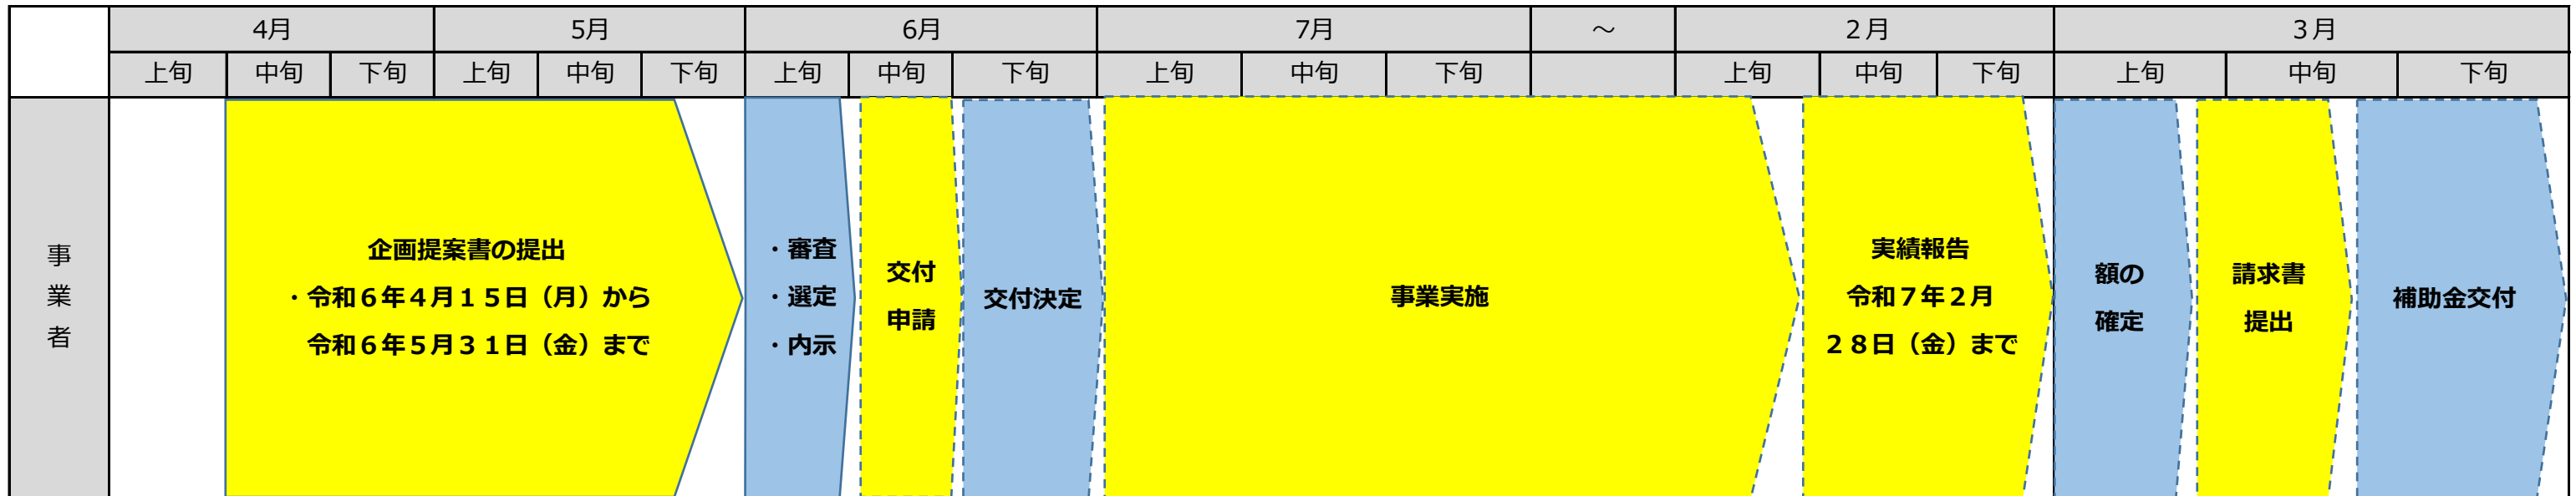 4月 5月 6月 7月 ～ ２月 ３月
上旬 中旬 下旬 上旬 中旬 下旬 上旬 中旬 下旬 上旬 中旬 下旬 上旬 中旬 下旬 上旬 中旬 下旬
事
業
者
企画提案書の提出
・令和６年４月１５日（月）から
令和６年５月３１日（金）まで
・審査
・選定
・内示
交付
申請
交付決定
事業実施
実績報告
令和７年２月
２８日（金）まで
額の
確定
請求書
提出
補助金交付